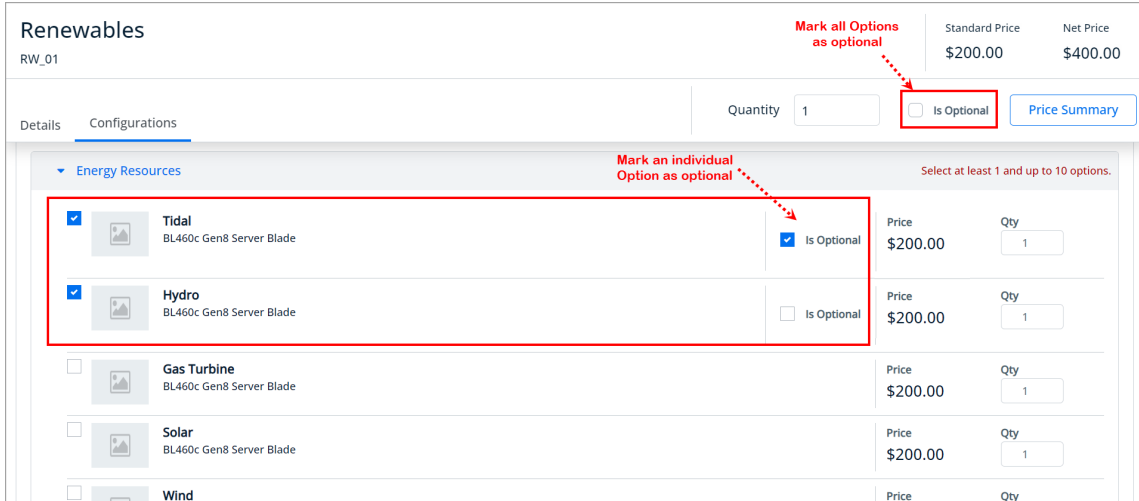 Renewables
RW_01
Mark all Options
as optional
Standard Price
$200.00
Net Price
$400.00
Details
Configurations
Quantity
1
Is Optional
Price Summary
Energy Resources
Mark an individual
Option as optional
Select at least 1 and up to 10 options.
Tidal
BL460c Gen8 Server Blade
Is Optional
Price
$200.00
Qty
1
Hydro
BL460c Gen8 Server Blade
Is Optional
Price
$200.00
Qty
1
Gas Turbine
BL460c Gen8 Server Blade
Price
$200.00
Qty
1
Solar
BL460c Gen8 Server Blade
Price
$200.00
Qty
1
Wind
Price
Qty